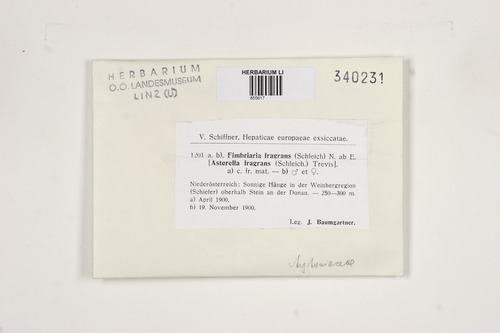 HERBARIUM
O.Ö. LANDESMUSEUM
LINZ (U)
HERBARIUM LI
340231
V. Schiffner, Hepaticae europaeae exsiccatae.
1201 a, b). Fimbriaria fragrans (Schleich) N. ab E.
[Asterella fragrans (Schleich.) Trevis].
a) c. fr. mat. — b) ♂ et ♀.
Niederösterreich: Sonnige Hänge in der Weinbergregion
(Schiefer) oberhalb Stein an der Donau. — 250—300 m.
a) April 1900.
b) 19. November 1900.
Leg. J. Baumgartner.